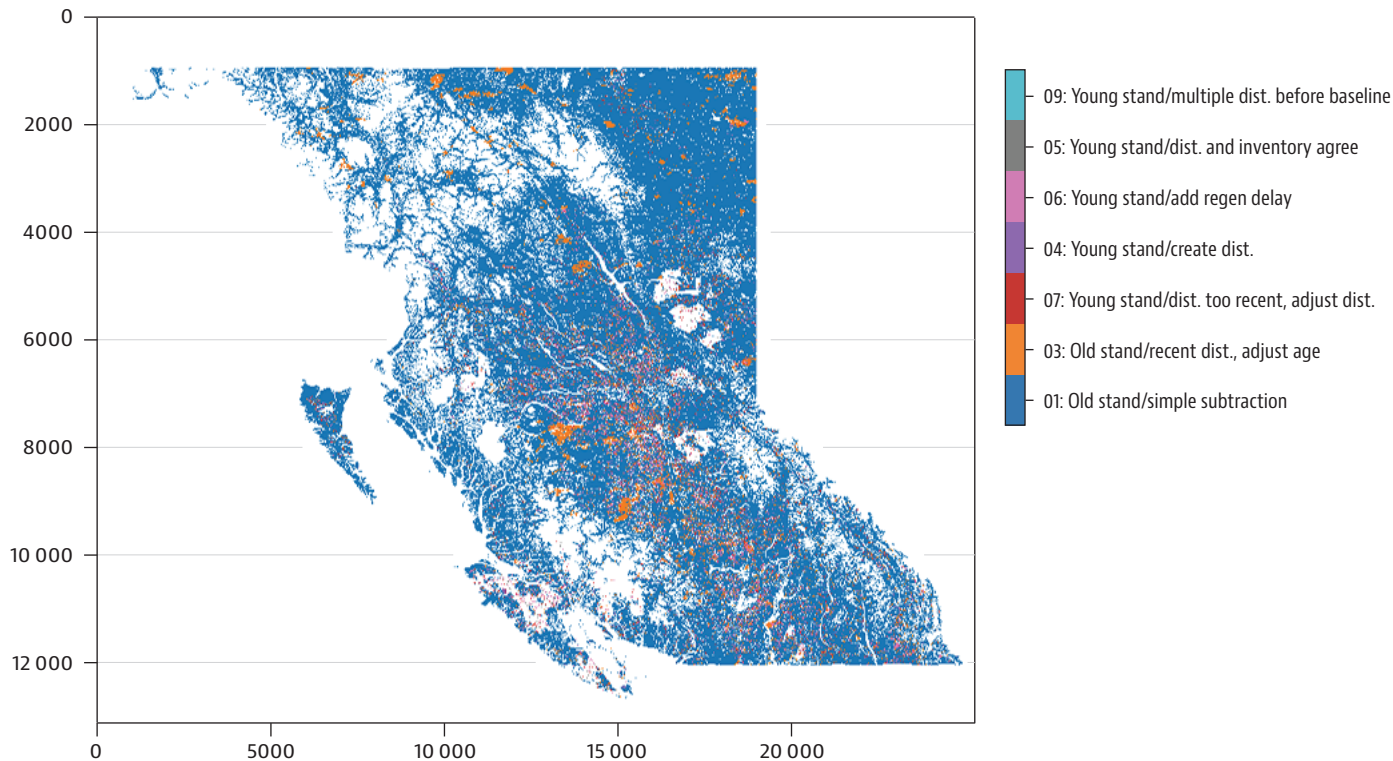 0
2000
4000
6000
8000
10 000
12 000
0
5000
10 000
15 000
20 000
09: Young stand/multiple dist. before baseline
05: Young stand/dist. and inventory agree
06: Young stand/add regen delay
04: Young stand/create dist.
07: Young stand/dist. too recent, adjust dist.
03: Old stand/recent dist., adjust age
01: Old stand/simple subtraction